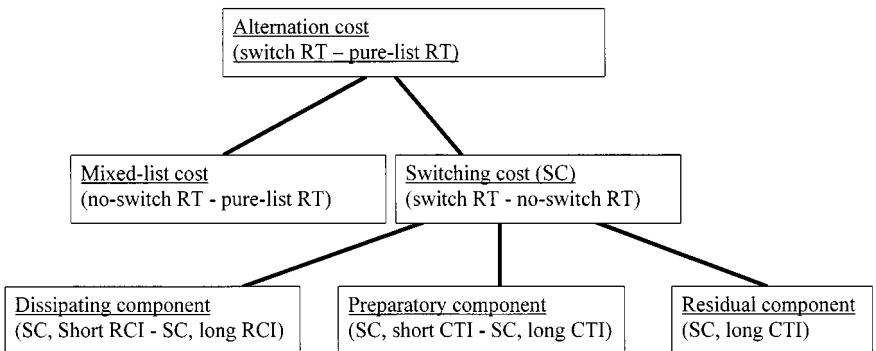 Alternation cost
(switch RT – pure-list RT)
Mixed-list cost
(no-switch RT - pure-list RT)
Switching cost (SC)
(switch RT - no-switch RT)
Dissipating component
(SC, Short RCI - SC, long RCI)
Preparatory component
(SC, short CTI - SC, long CTI)
Residual component
(SC, long CTI)